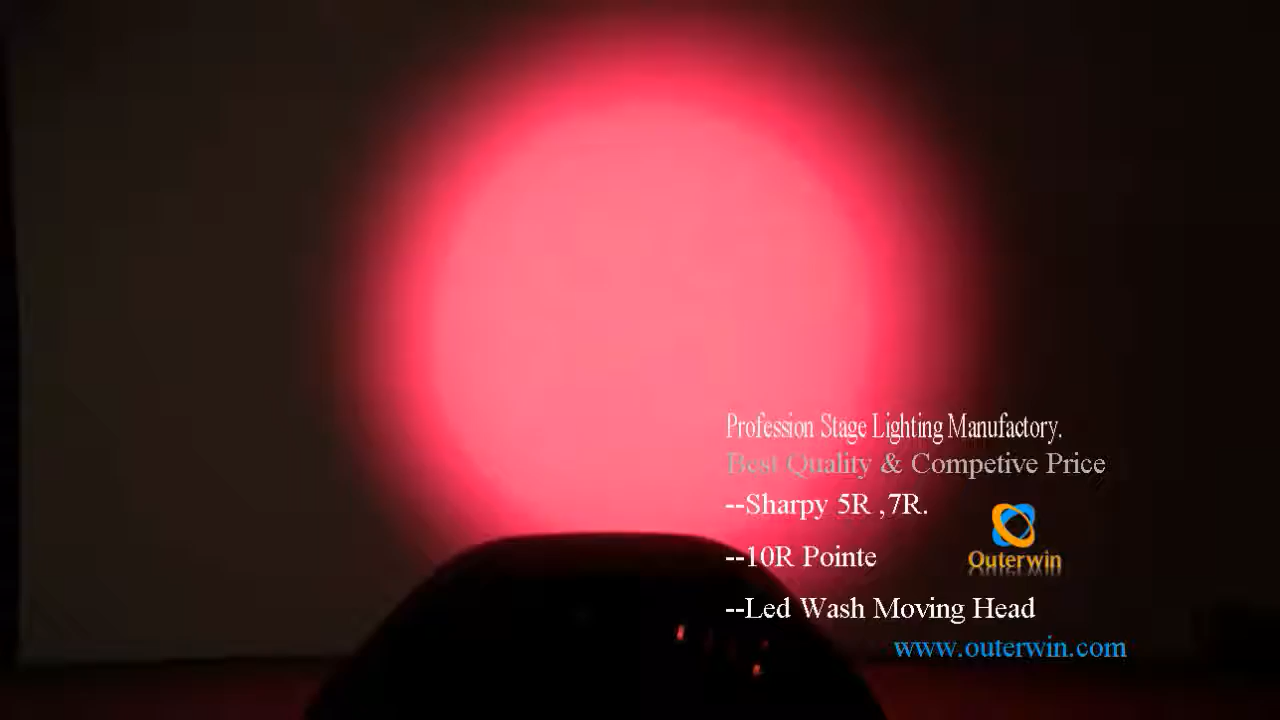 Profession Stage Lighting Manufactory.
Best Quality & Competive Price
--Sharpy 5R ,7R.
--10R Pointe
Outerwin
--Led Wash Moving Head
www.outerwin.com